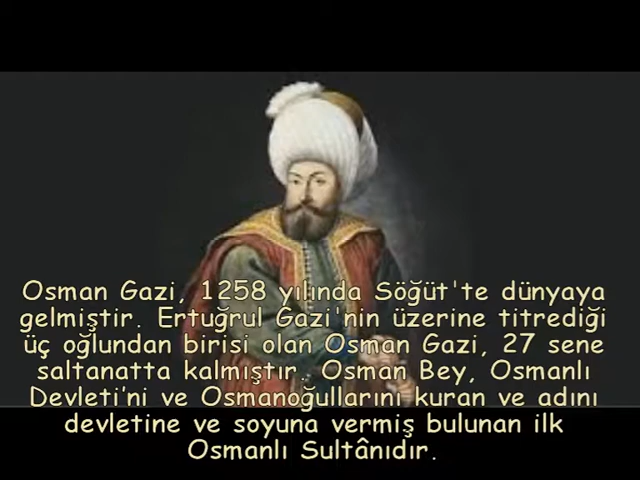 Osman Gazi, 1258 yılında Söğüt'te dünyaya
gelmiştir. Ertuğrul Gazi'nin üzerine titrediği
üç oğlundan birisi olan Osman Gazi, 27 sene
saltanatta kalmıştır. Osman Bey, Osmanlı
Devleti'ni ve Osmanoğullarını kuran ve adını
devletine ve soyuna vermiş bulunan ilk
Osmanlı Sultânıdır.